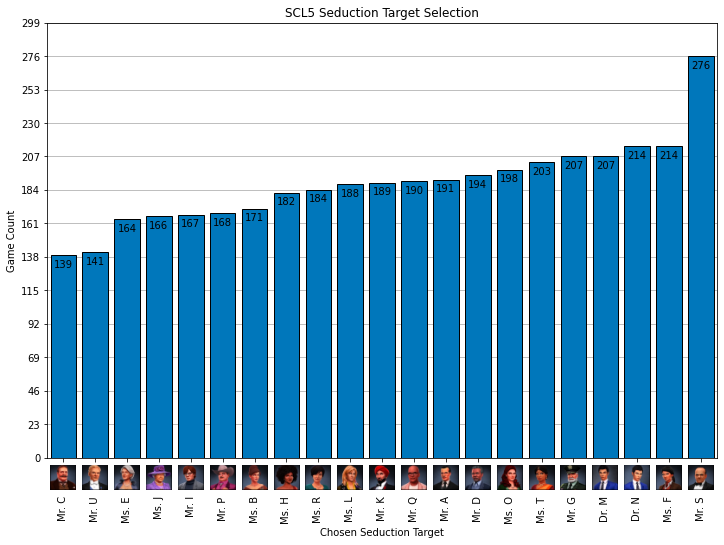 SCL5 Seduction Target Selection
299
276
253
230
207
184
161
138
115
92
69
46
23
0
Game Count
139 141 164 166 167 168 171 182 184 188 189 190 191 194 198 203 207 207 214 214 276
Mr. C Mr. U Ms. E Ms. J Mr. I Mr. P Ms. B Ms. H Ms. R Ms. L Mr. K Mr. Q Mr. A Mr. D Ms. O Ms. T Mr. G Dr. M Dr. N Ms. F Mr. S
Chosen Seduction Target